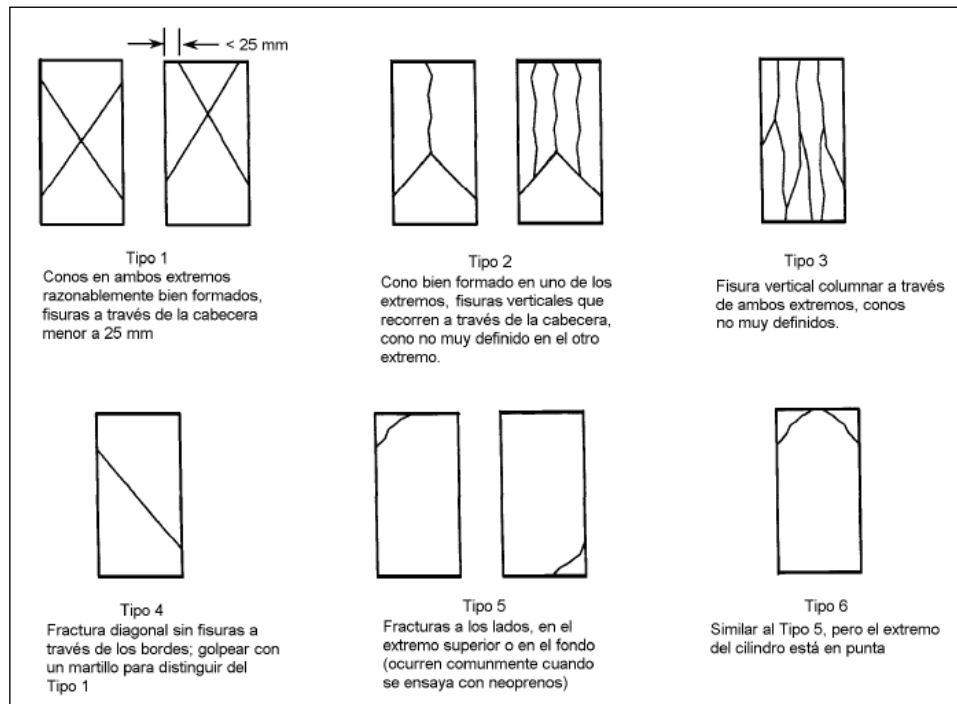 < 25 mm
Tipo 1
Conos en ambos extremos
razonablemente bien formados,
fisuras a través de la cabecera
menor a 25 mm
Tipo 2
Cono bien formado en uno de los
extremos, fisuras verticales que
recorren a través de la cabecera,
cono no muy definido en el otro
extremo.
Tipo 3
Fisura vertical columnar a través
de ambos extremos, conos
no muy definidos.
Tipo 4
Fractura diagonal sin fisuras a
través de los bordes; golpear con
un martillo para distinguir del
Tipo 1
Tipo 5
Fracturas a los lados, en el
extremo superior o en el fondo
(ocurren comunmente cuando
se ensaya con neoprenos)
Tipo 6
Similar al Tipo 5, pero el extremo
del cilindro está en punta